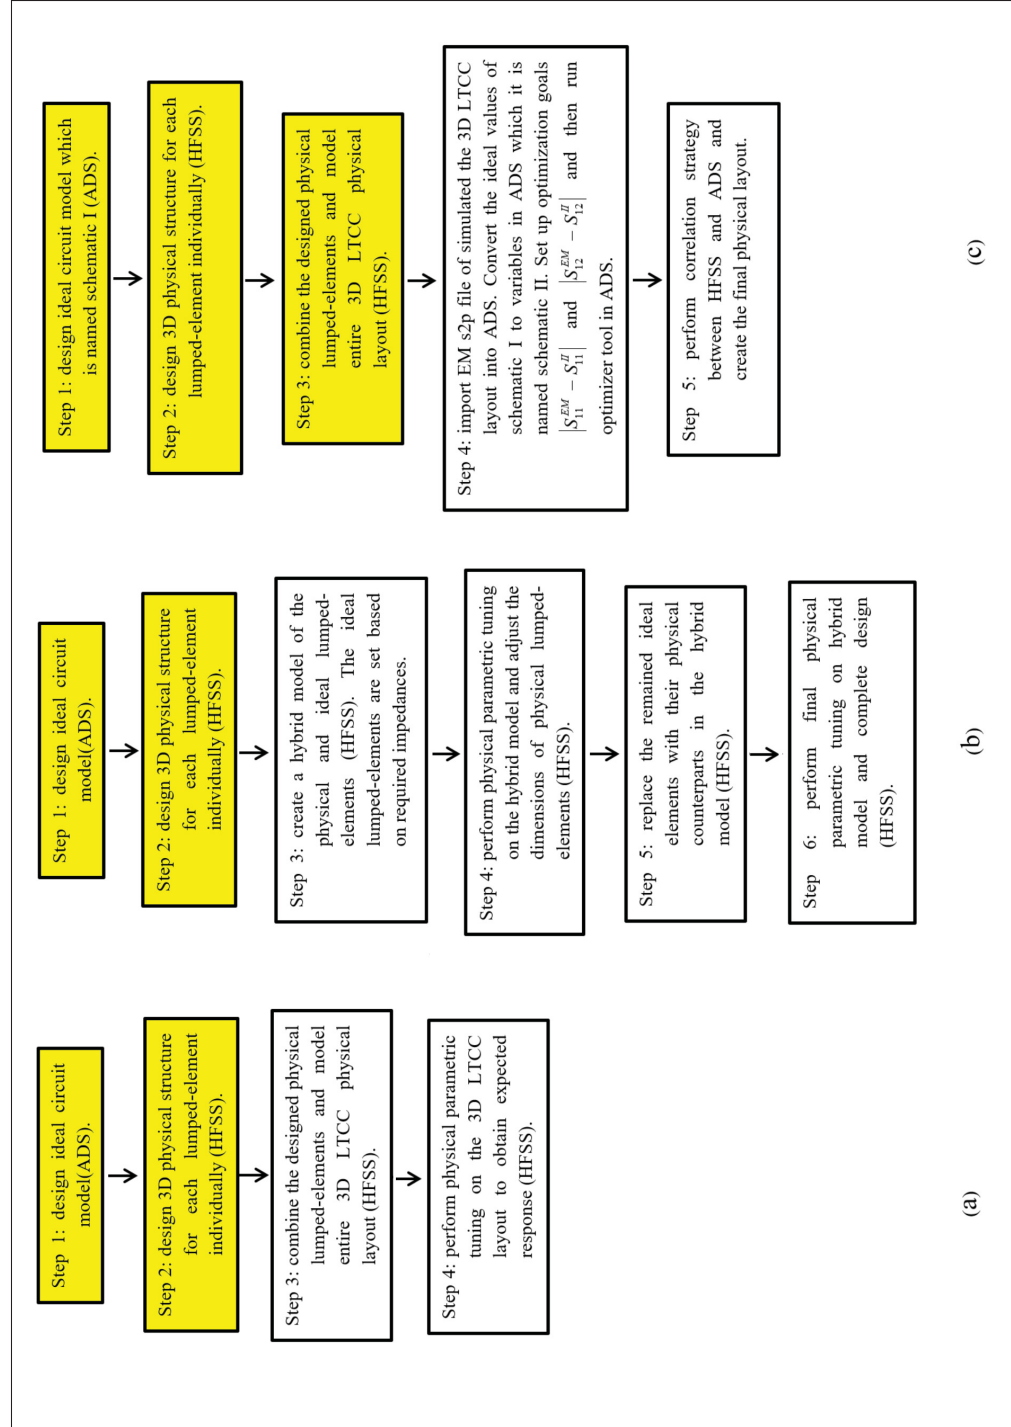 Step 1: design ideal circuit
model(ADS).
Step 2: design 3D physical structure
for each lumped-element
individually (HFSS).
Step 3: combine the designed physical
lumped-elements and model
entire 3D LTCC physical
layout (HFSS).
Step 4: perform physical parametric
tuning on the 3D LTCC
layout to obtain expected
response (HFSS).
(a)
Step 1: design ideal circuit
model(ADS).
Step 2: design 3D physical structure
for each lumped-element
individually (HFSS).
Step 3: create a hybrid model of the
physical and ideal lumped-
elements (HFSS). The ideal
lumped-elements are set based
on required impedances.
Step 4: perform physical parametric tuning
on the hybrid model and adjust the
dimensions of physical lumped-
elements (HFSS).
Step 5: replace the remained ideal
elements with their physical
counterparts in the hybrid
model (HFSS).
Step 6: perform final physical
parametric tuning on hybrid
model and complete design
(HFSS).
(b)
Step 1: design ideal circuit model which
is named schematic I (ADS).
Step 2: design 3D physical structure for each
lumped-element individually (HFSS).
Step 3: combine the designed physical
lumped-elements and model
entire 3D LTCC physical
layout (HFSS).
Step 4: import EM s2p file of simulated the 3D LTCC
layout into ADS. Convert the ideal values of
schematic I to variables in ADS which it is
named schematic II. Set up optimization goals
|S₁₁^EM − S₁₁^II| and |S₁₂^EM − S₁₂^II| and then run
optimizer tool in ADS.
Step 5: perform correlation strategy
between HFSS and ADS and
create the final physical layout.
(c)